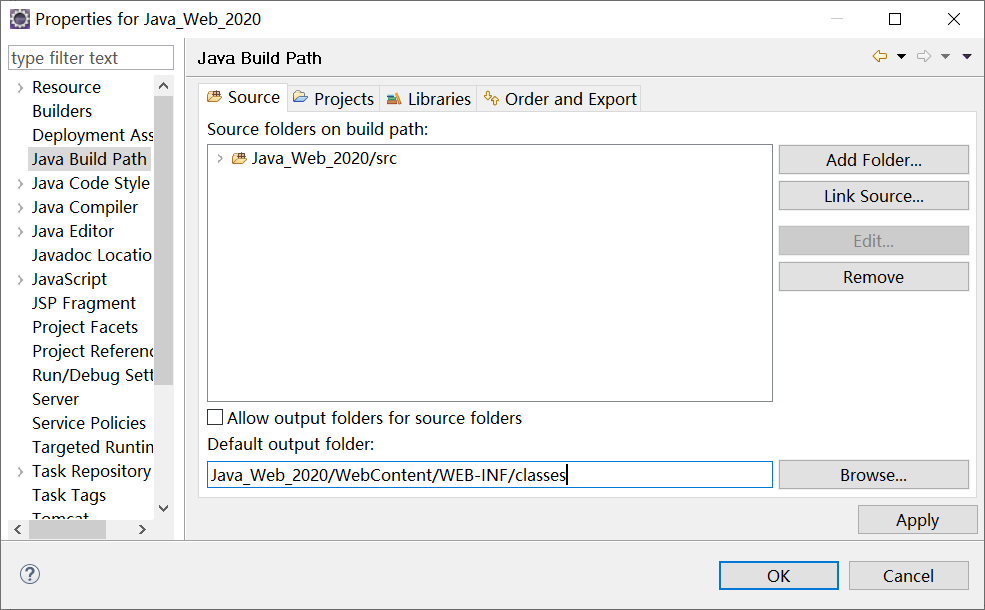 Properties for Java_Web_2020
type filter text
Resource
Builders
Deployment Ass
Java Build Path
Java Code Style
Java Compiler
Java Editor
Javadoc Locatio
JavaScript
JSP Fragment
Project Facets
Project Referenc
Run/Debug Sett
Server
Service Policies
Targeted Runtin
Task Repository
Task Tags
Tomcat
Java Build Path
Source Projects Libraries Order and Export
Source folders on build path:
Java_Web_2020/src
Add Folder...
Link Source...
Edit...
Remove
Allow output folders for source folders
Default output folder:
Java_Web_2020/WebContent/WEB-INF/classes
Browse...
Apply
?
OK Cancel